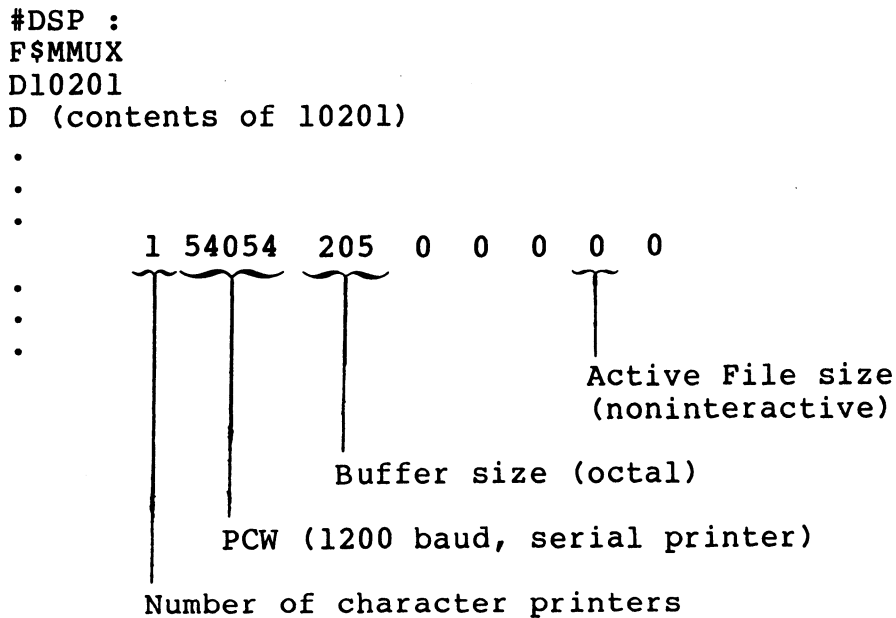 #DSP :
F$MMUX
D10201
D (contents of 10201)
.
.
.
1 54054 205 0 0 0 0 0
.
.
.
Active File size
(noninteractive)
Buffer size (octal)
PCW (1200 baud, serial printer)
Number of character printers